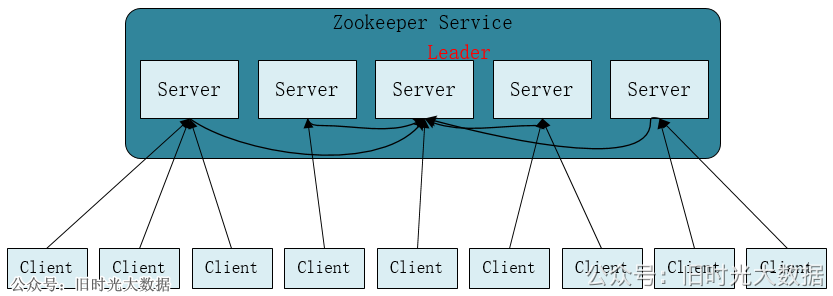 Zookeeper Service
Leader
Server Server Server Server Server
Client Client Client Client Client Client Client Client Client
公众号：旧时光大数据
公众号：旧时光大数据